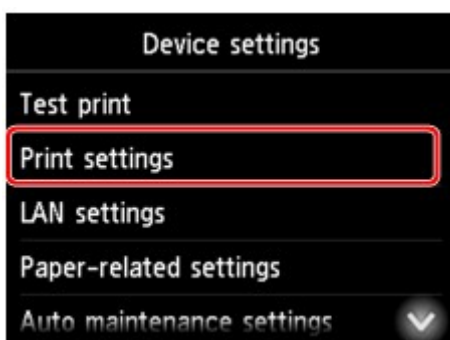 Device settings
Test print
Print settings
LAN settings
Paper-related settings
Auto maintenance settings